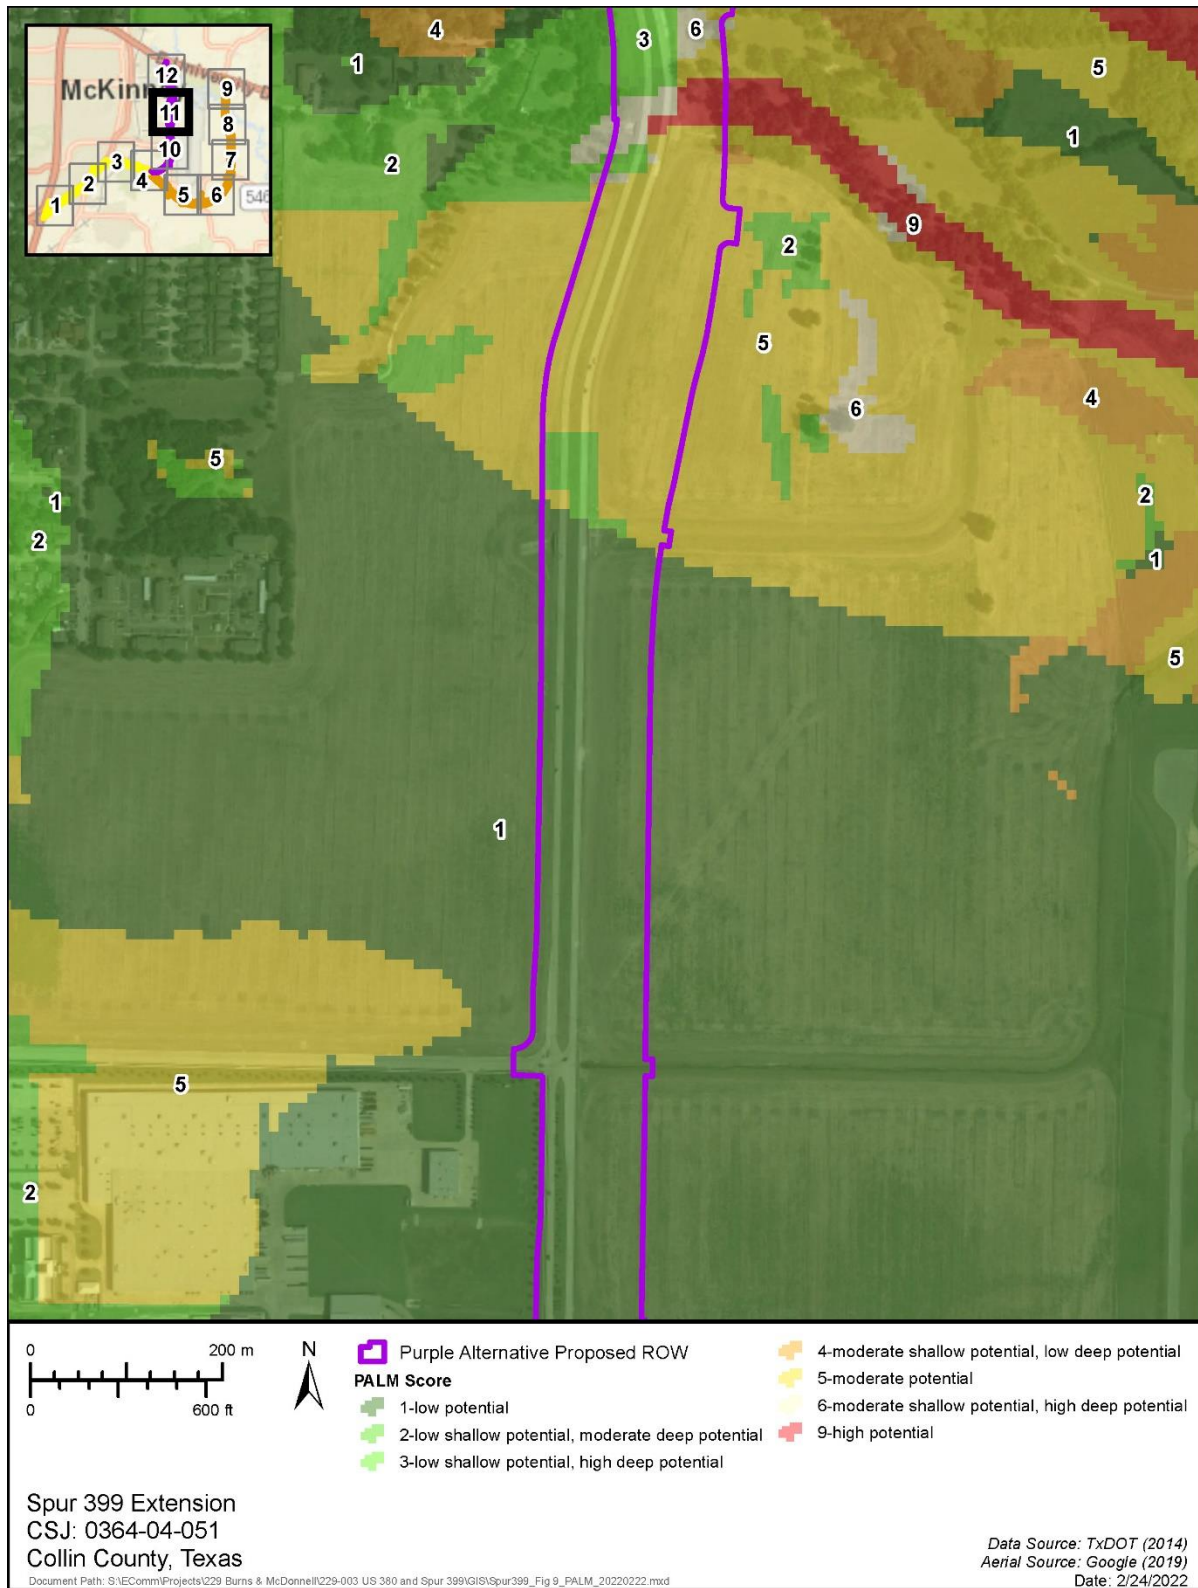 4
6
3
1
5
12
McKinn
S University D
9
11
8
1
10
3
7
2
4
5
6
546
1
2
9
2
5
4
6
5
1
2
2
1
5
1
5
2
0 200 m
0 600 ft
N
Purple Alternative Proposed ROW
PALM Score
1-low potential
2-low shallow potential, moderate deep potential
3-low shallow potential, high deep potential
4-moderate shallow potential, low deep potential
5-moderate potential
6-moderate shallow potential, high deep potential
9-high potential
Spur 399 Extension
CSJ: 0364-04-051
Collin County, Texas
Data Source: TxDOT (2014)
Aerial Source: Google (2019)
Date: 2/24/2022
Document Path: S:\EComm\Projects\229 Burns & McDonnell\229-003 US 380 and Spur 399\GIS\Spur399_Fig 9_PALM_20220222.mxd